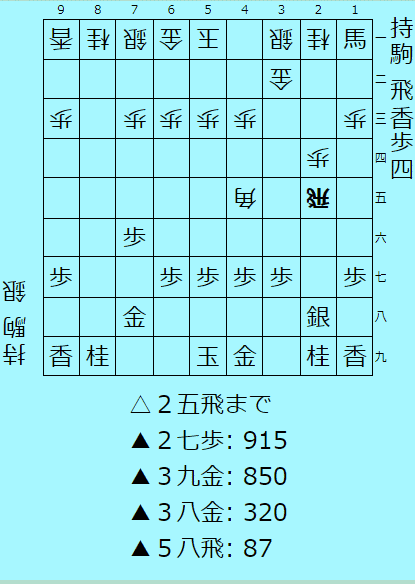 9 8 7 6 5 4 3 2 1
香 桂 銀 金 玉 銀 桂 馬 一
金 二
歩 歩 歩 歩 歩 歩 三
歩 四
角 飛 五
歩 六
歩 歩 歩 歩 歩 歩 七
金 銀 八
香 桂 玉 金 桂 香 九
持駒 飛香歩四
持駒 銀
△２五飛まで
▲２七歩: 915
▲３九金: 850
▲３八金: 320
▲５八飛: 87